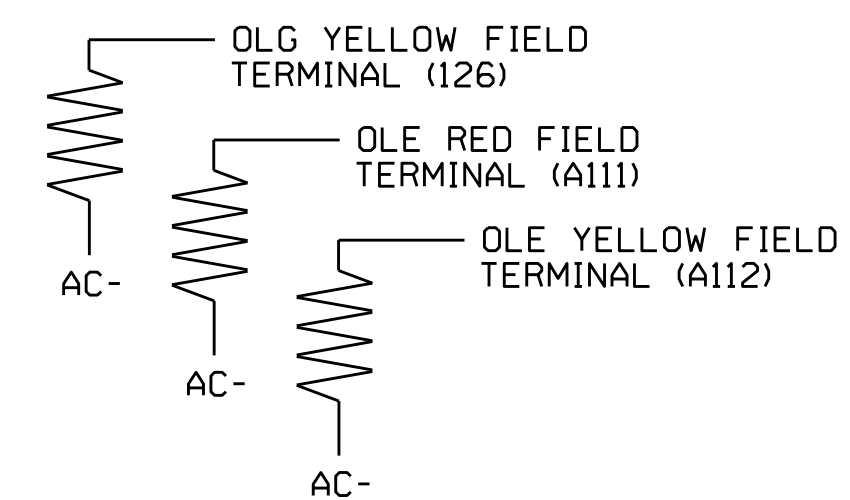 OLG YELLOW FIELD
TERMINAL (126)
OLE RED FIELD
TERMINAL (A111)
OLE YELLOW FIELD
TERMINAL (A112)
AC-
AC-
AC-